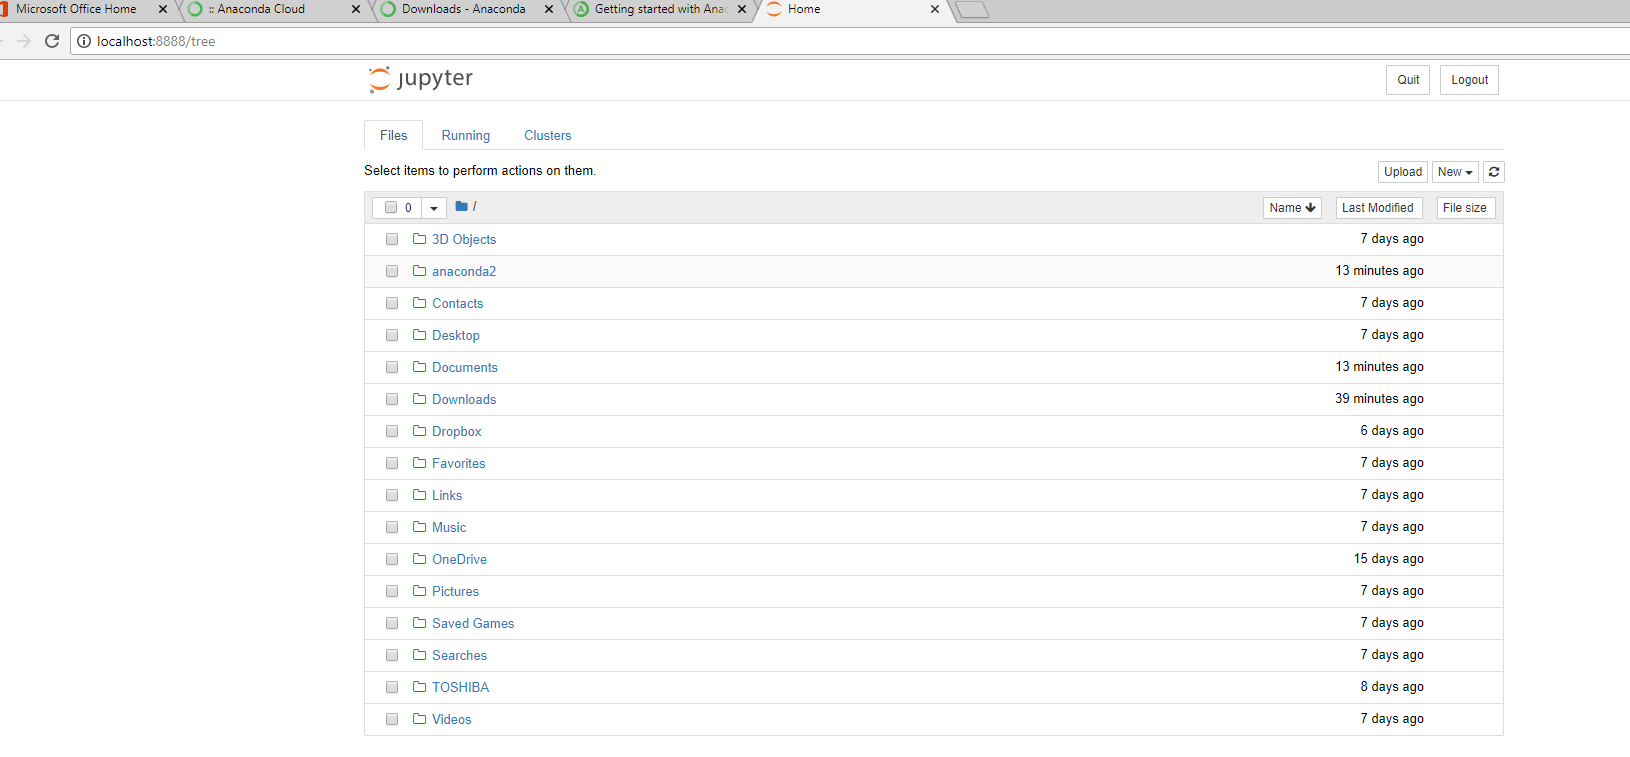 Microsoft Office Home :: Anaconda Cloud Downloads - Anaconda Getting started with Anac Home
localhost:8888/tree
jupyter Quit Logout
Files Running Clusters
Select items to perform actions on them. Upload New
0 / Name Last Modified File size
3D Objects 7 days ago
anaconda2 13 minutes ago
Contacts 7 days ago
Desktop 7 days ago
Documents 13 minutes ago
Downloads 39 minutes ago
Dropbox 6 days ago
Favorites 7 days ago
Links 7 days ago
Music 7 days ago
OneDrive 15 days ago
Pictures 7 days ago
Saved Games 7 days ago
Searches 7 days ago
TOSHIBA 8 days ago
Videos 7 days ago